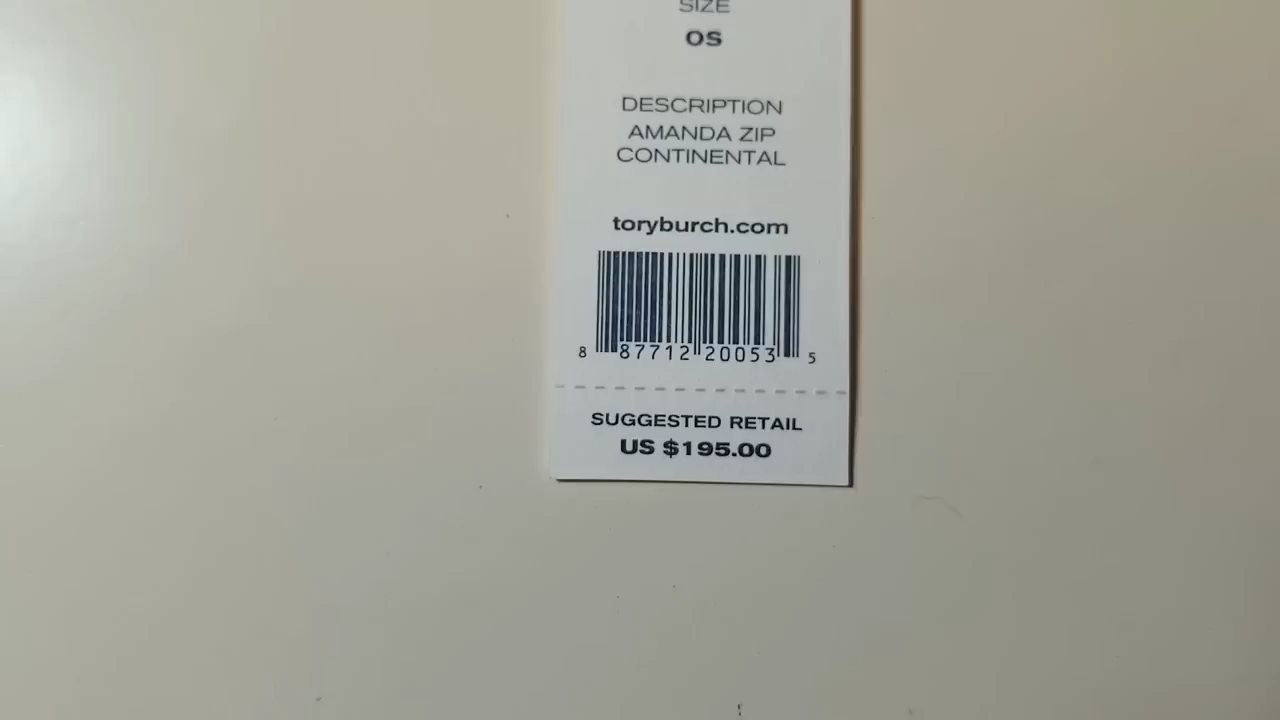 SIZE
OS
DESCRIPTION
AMANDA ZIP
CONTINENTAL
toryburch.com
8 87712 20053 5
SUGGESTED RETAIL
US $195.00